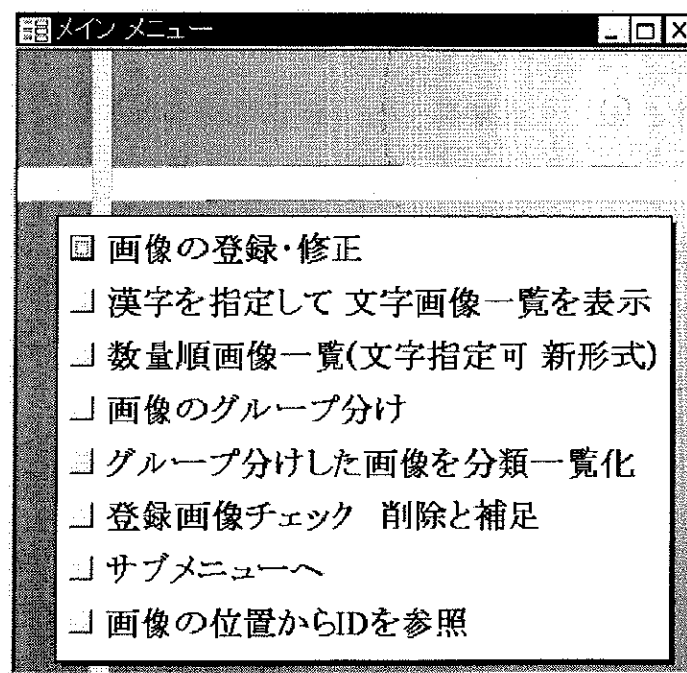 メイン メニュー
画像の登録・修正
漢字を指定して 文字画像一覧を表示
数量順画像一覧(文字指定可 新形式)
画像のグループ分け
グループ分けした画像を分類一覧化
登録画像チェック 削除と補足
サブメニューへ
画像の位置からIDを参照